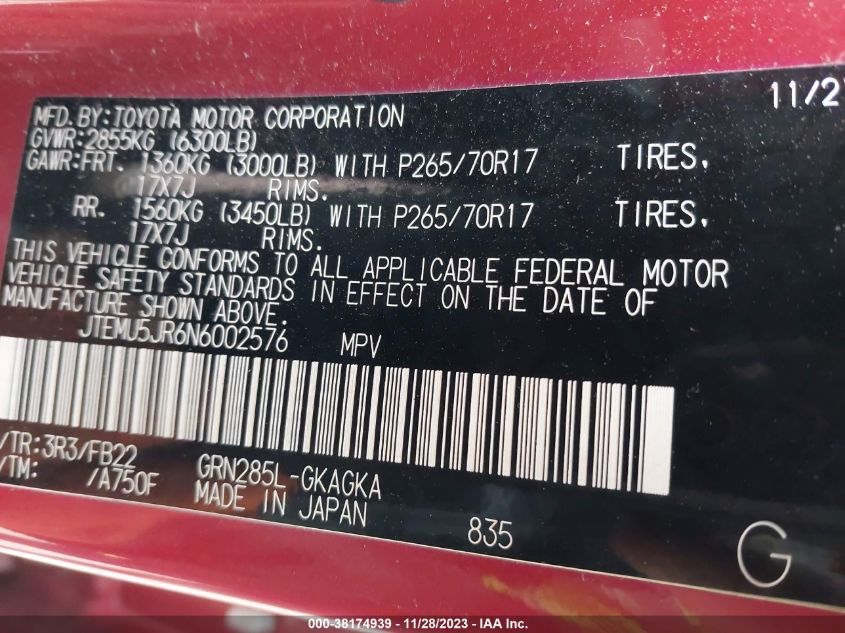 11/2
MFD. BY: TOYOTA MOTOR CORPORATION
GVWR: 2855KG (6300LB)
GAWR: FRT. 1360KG (3000LB) WITH P265/70R17 TIRES,
17X7J RIMS.
RR. 1560KG (3450LB) WITH P265/70R17 TIRES,
17X7J RIMS.
THIS VEHICLE CONFORMS TO ALL APPLICABLE FEDERAL MOTOR
VEHICLE SAFETY STANDARDS IN EFFECT ON THE DATE OF
MANUFACTURE SHOWN ABOVE.
JTEMU5JR6N6002576 MPV
/TR: 3R3/FB22 GRN285L-GKAGKA
/TM: /A750F MADE IN JAPAN 835 G
000-38174939 - 11/28/2023 - IAA Inc.